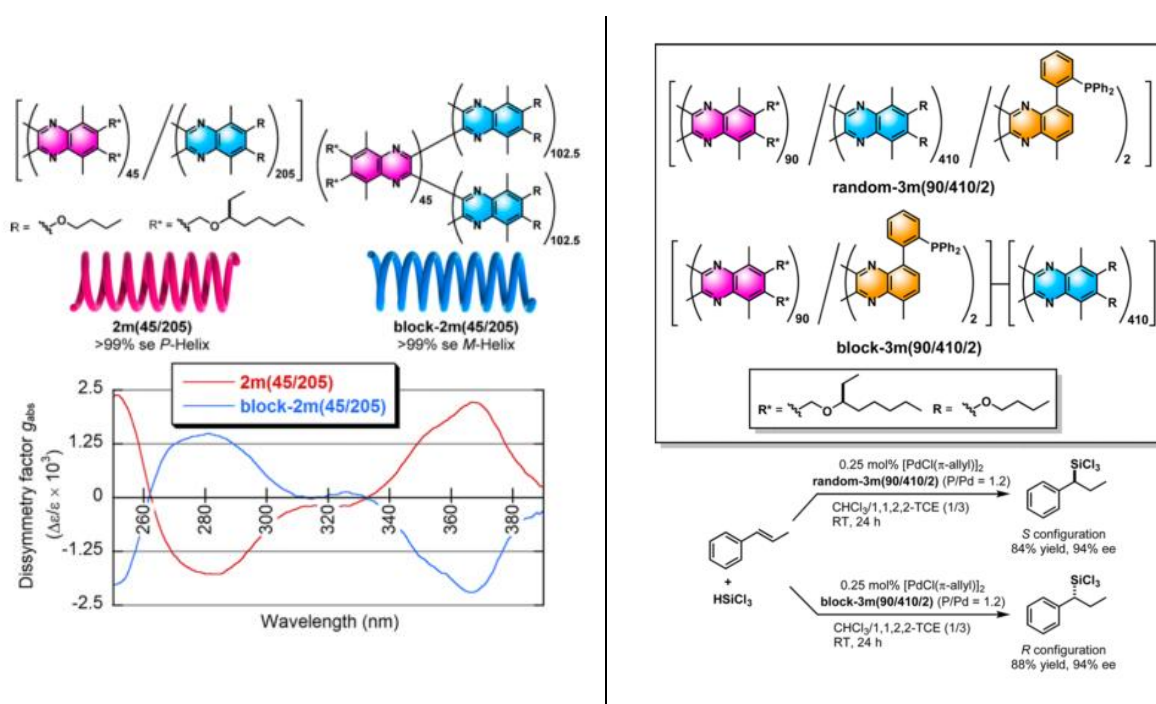 N
N
R*
R*
45
N
N
R
R
205
R*
R*
N
N
45
N
N
R
R
102.5
N
N
R
R
102.5
R = O
R* = O
2m(45/205)
>99% se P-Helix
block-2m(45/205)
>99% se M-Helix
2m(45/205)
block-2m(45/205)
Dissymmetry factor gabs
(Δε/ε × 10³)
2.5
1.25
0
-1.25
-2.5
260
280
300
320
340
360
380
Wavelength (nm)
N
N
R*
R*
90
N
N
R
R
410
N
N
PPh₂
2
random-3m(90/410/2)
N
N
R*
R*
90
N
N
PPh₂
2
N
N
R
R
410
block-3m(90/410/2)
R* = O
R = O
0.25 mol% [PdCl(π-allyl)]₂
random-3m(90/410/2) (P/Pd = 1.2)
CHCl₃/1,1,2,2-TCE (1/3)
RT, 24 h
SiCl₃
S configuration
84% yield, 94% ee
+
HSiCl₃
0.25 mol% [PdCl(π-allyl)]₂
block-3m(90/410/2) (P/Pd = 1.2)
CHCl₃/1,1,2,2-TCE (1/3)
RT, 24 h
SiCl₃
R configuration
88% yield, 94% ee